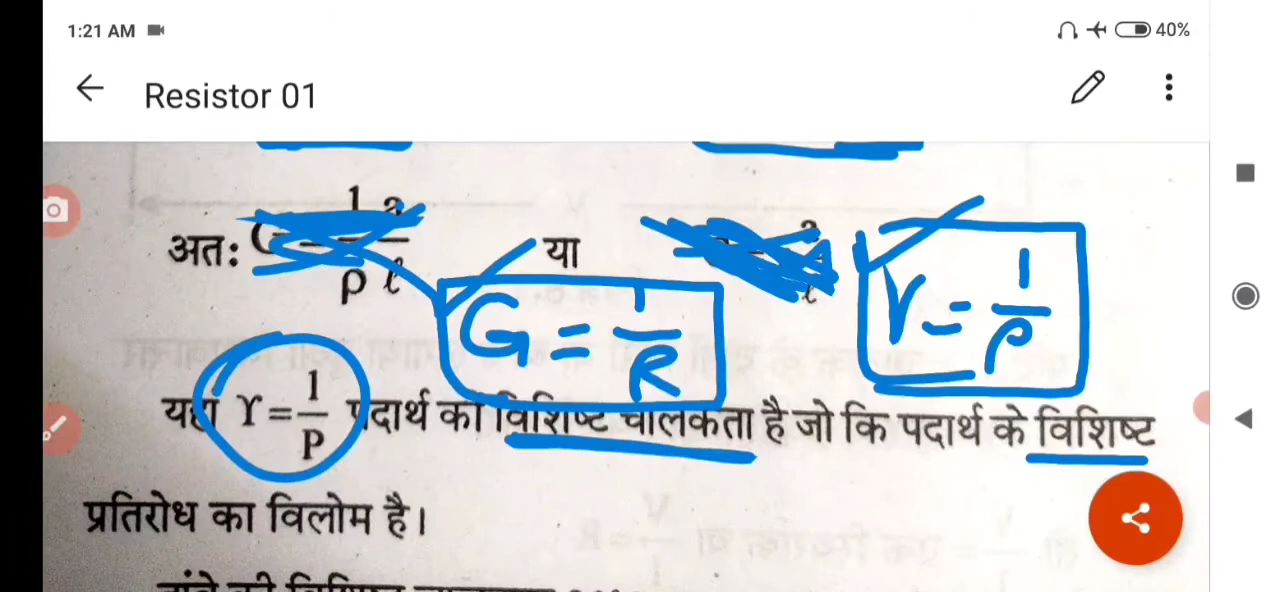 1:21 AM 40%
Resistor 01
अतः या
G = 1/R
γ = 1/ρ
यहां ϒ = 1/P पदार्थ की विशिष्ट चालकता है जो कि पदार्थ के विशिष्ट
प्रतिरोध का विलोम है।